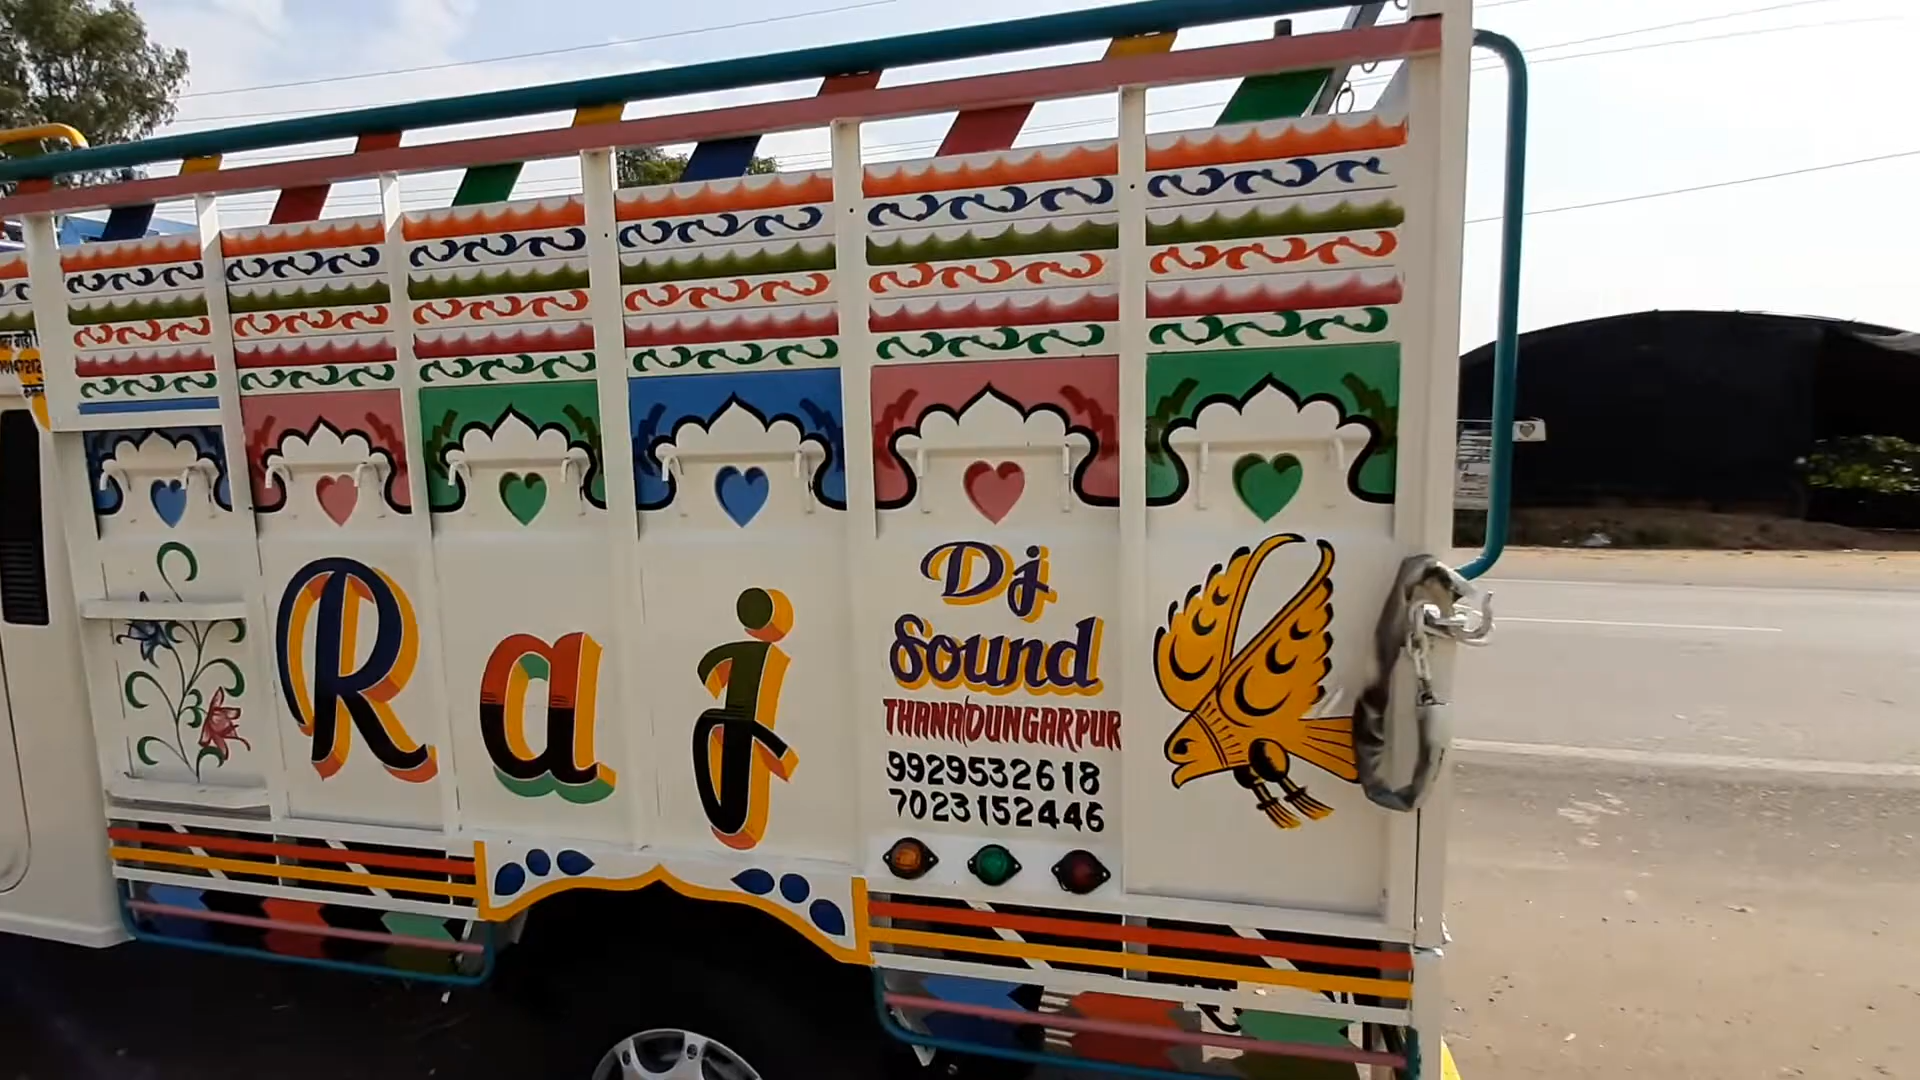 Raj
Dj
Sound
THANA/DUNGARPUR
9929532618
7023152446